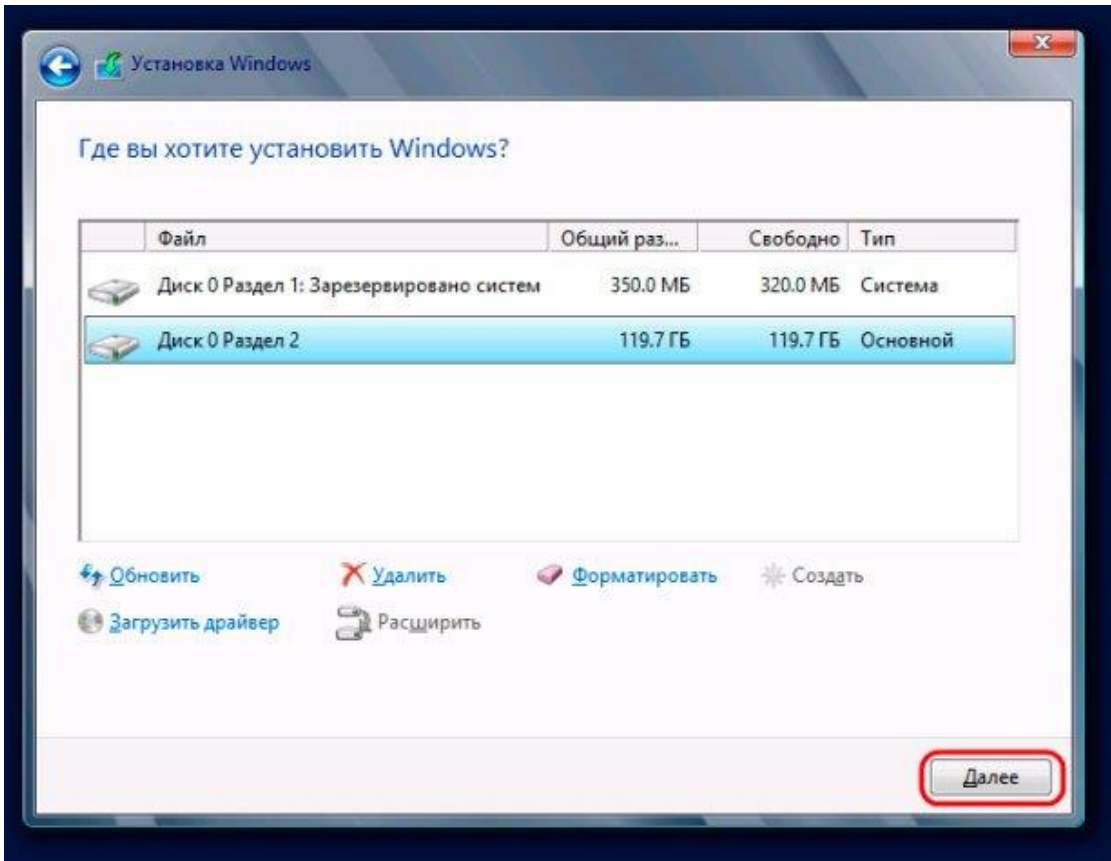 Установка Windows
Где вы хотите установить Windows?
Файл Общий раз... Свободно Тип
Диск 0 Раздел 1: Зарезервировано систем 350.0 МБ 320.0 МБ Система
Диск 0 Раздел 2 119.7 ГБ 119.7 ГБ Основной
Обновить Удалить Форматировать Создать
Загрузить драйвер Расширить
Далее